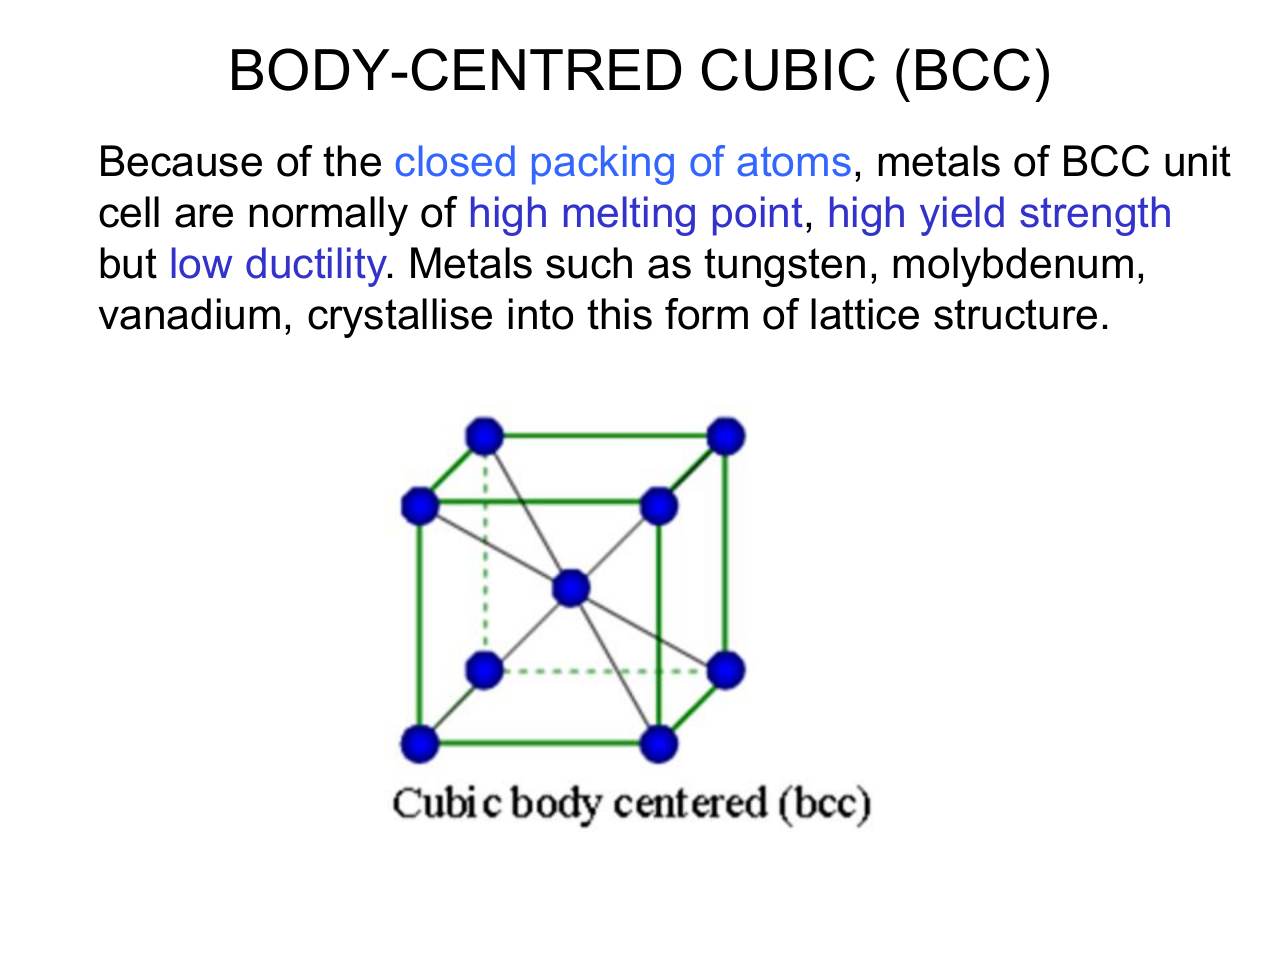 BODY-CENTRED CUBIC (BCC)
Because of the closed packing of atoms, metals of BCC unit
cell are normally of high melting point, high yield strength
but low ductility. Metals such as tungsten, molybdenum,
vanadium, crystallise into this form of lattice structure.
Cubic body centered (bcc)